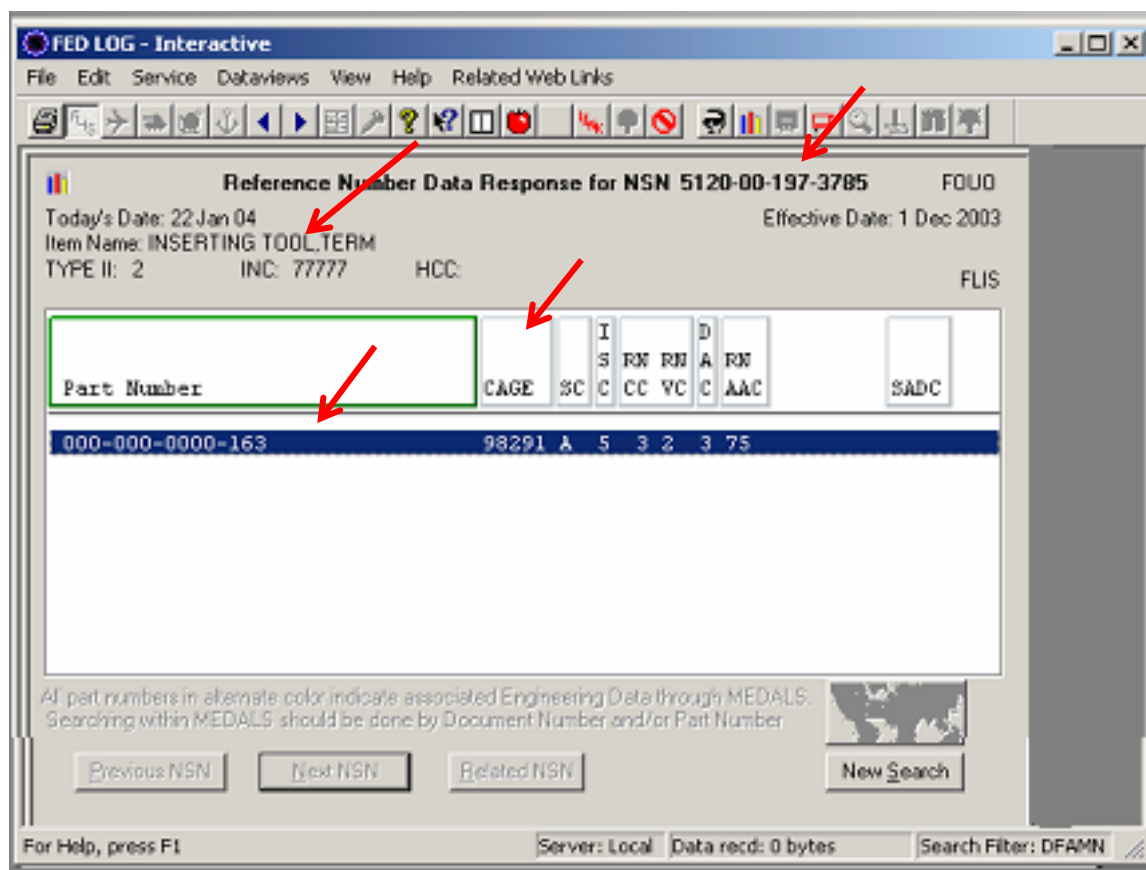 FED LOG - Interactive
File Edit Service Dataviews View Help Related Web Links
Reference Number Data Response for NSN 5120-00-197-3785 FOUO
Today's Date: 22 Jan 04 Effective Date: 1 Dec 2003
Item Name: INSERTING TOOL,TERM
TYPE II: 2 INC: 77777 HCC:
FLIS
I D
S RN RN A RN
Part Number CAGE SC C CC VC C AAC SADC
000-000-0000-163 98291 A 5 3 2 3 75
All part numbers in alternate color indicate associated Engineering Data through MEDALS.
Searching within MEDALS should be done by Document Number and/or Part Number
Previous NSN Next NSN Related NSN New Search
For Help, press F1 Server: Local Data recd: 0 bytes Search Filter: DFAMN